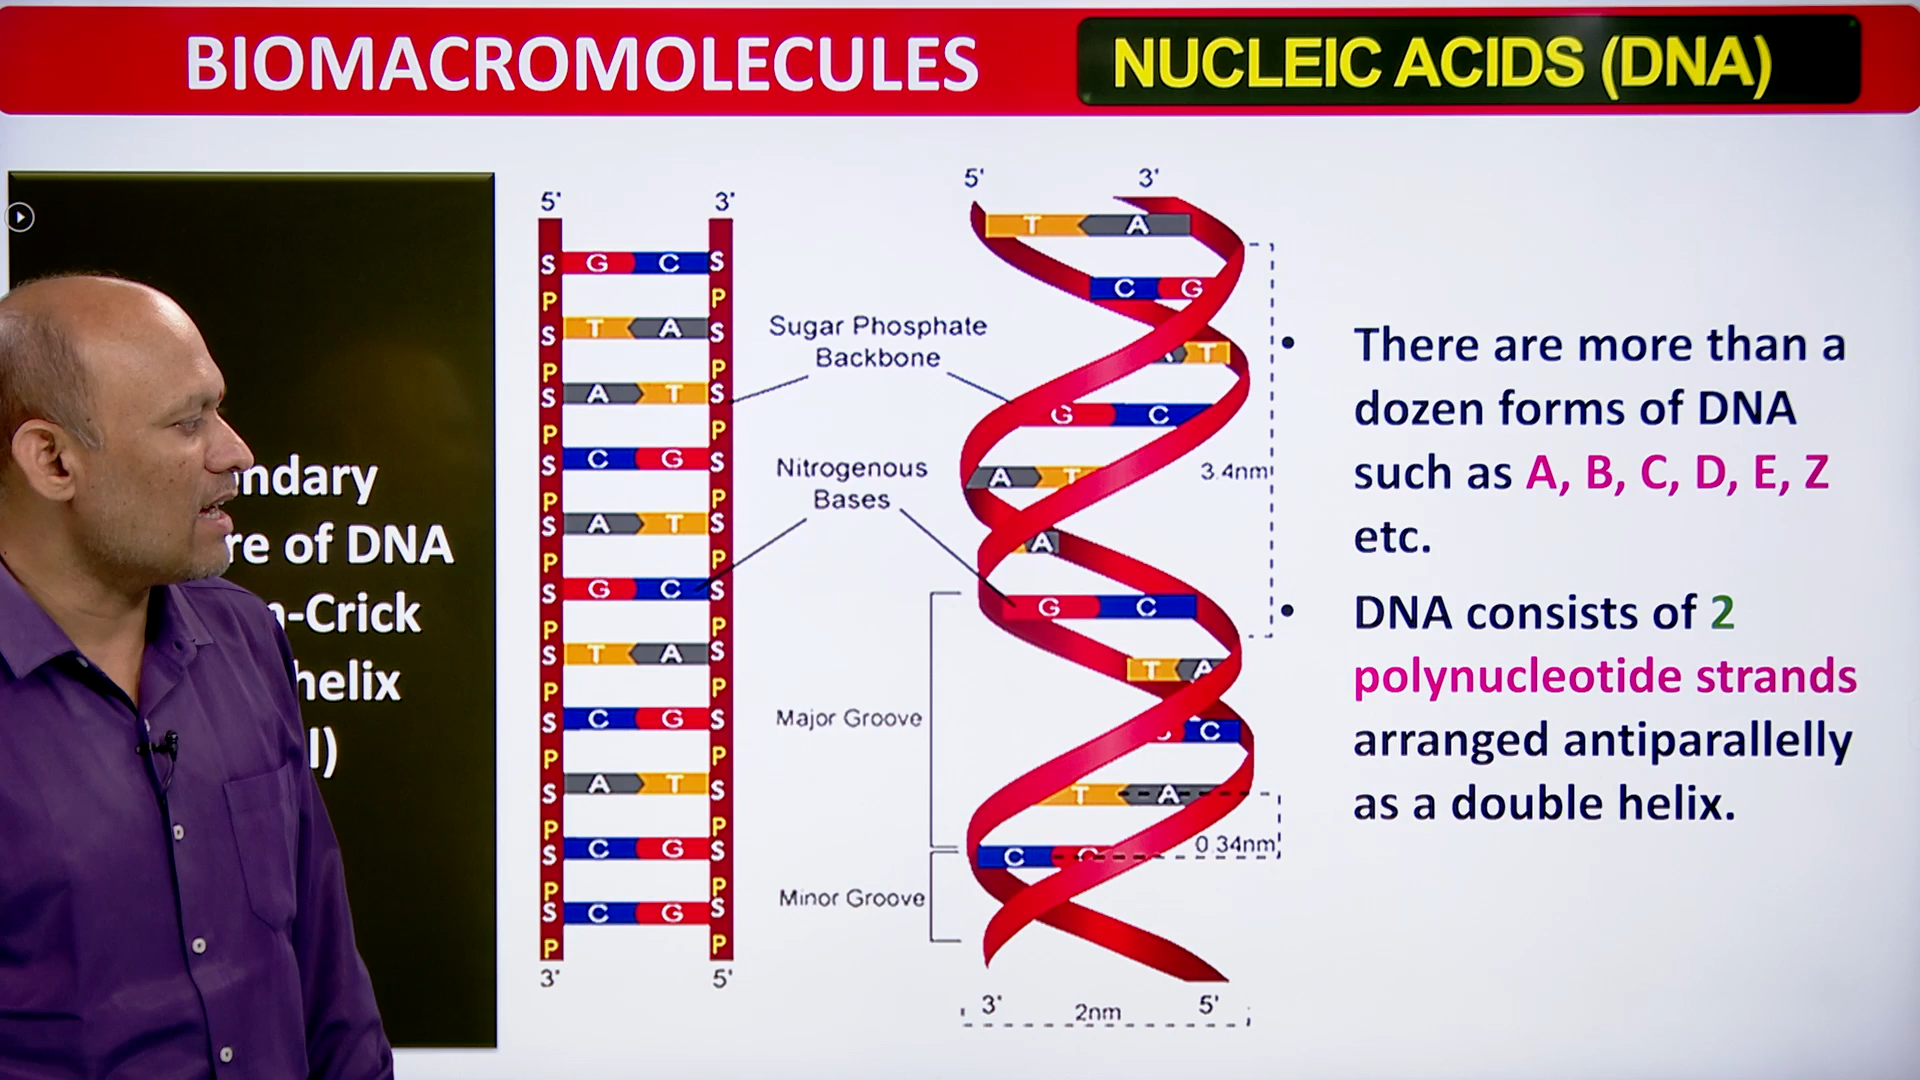 BIOMACROMOLECULES
NUCLEIC ACIDS (DNA)
ndary
re of DNA
-Crick
helix
l)
5' 3'
S G C S
P P
S T A S
P P
S A T S
P P
S C G S
P P
S A T S
P P
S G C S
P P
S T A S
P P
S C G S
P P
S A T S
P P
S C G S
P P
S C G S
P P
3' 5'
Sugar Phosphate
Backbone
Nitrogenous
Bases
Major Groove
Minor Groove
5' 3'
T A
C G
T
G C
A T
A
G C
T A
C
T A
C
3.4nm
0.34nm
3' 5'
2nm
• There are more than a
dozen forms of DNA
such as A, B, C, D, E, Z
etc.
• DNA consists of 2
polynucleotide strands
arranged antiparallelly
as a double helix.